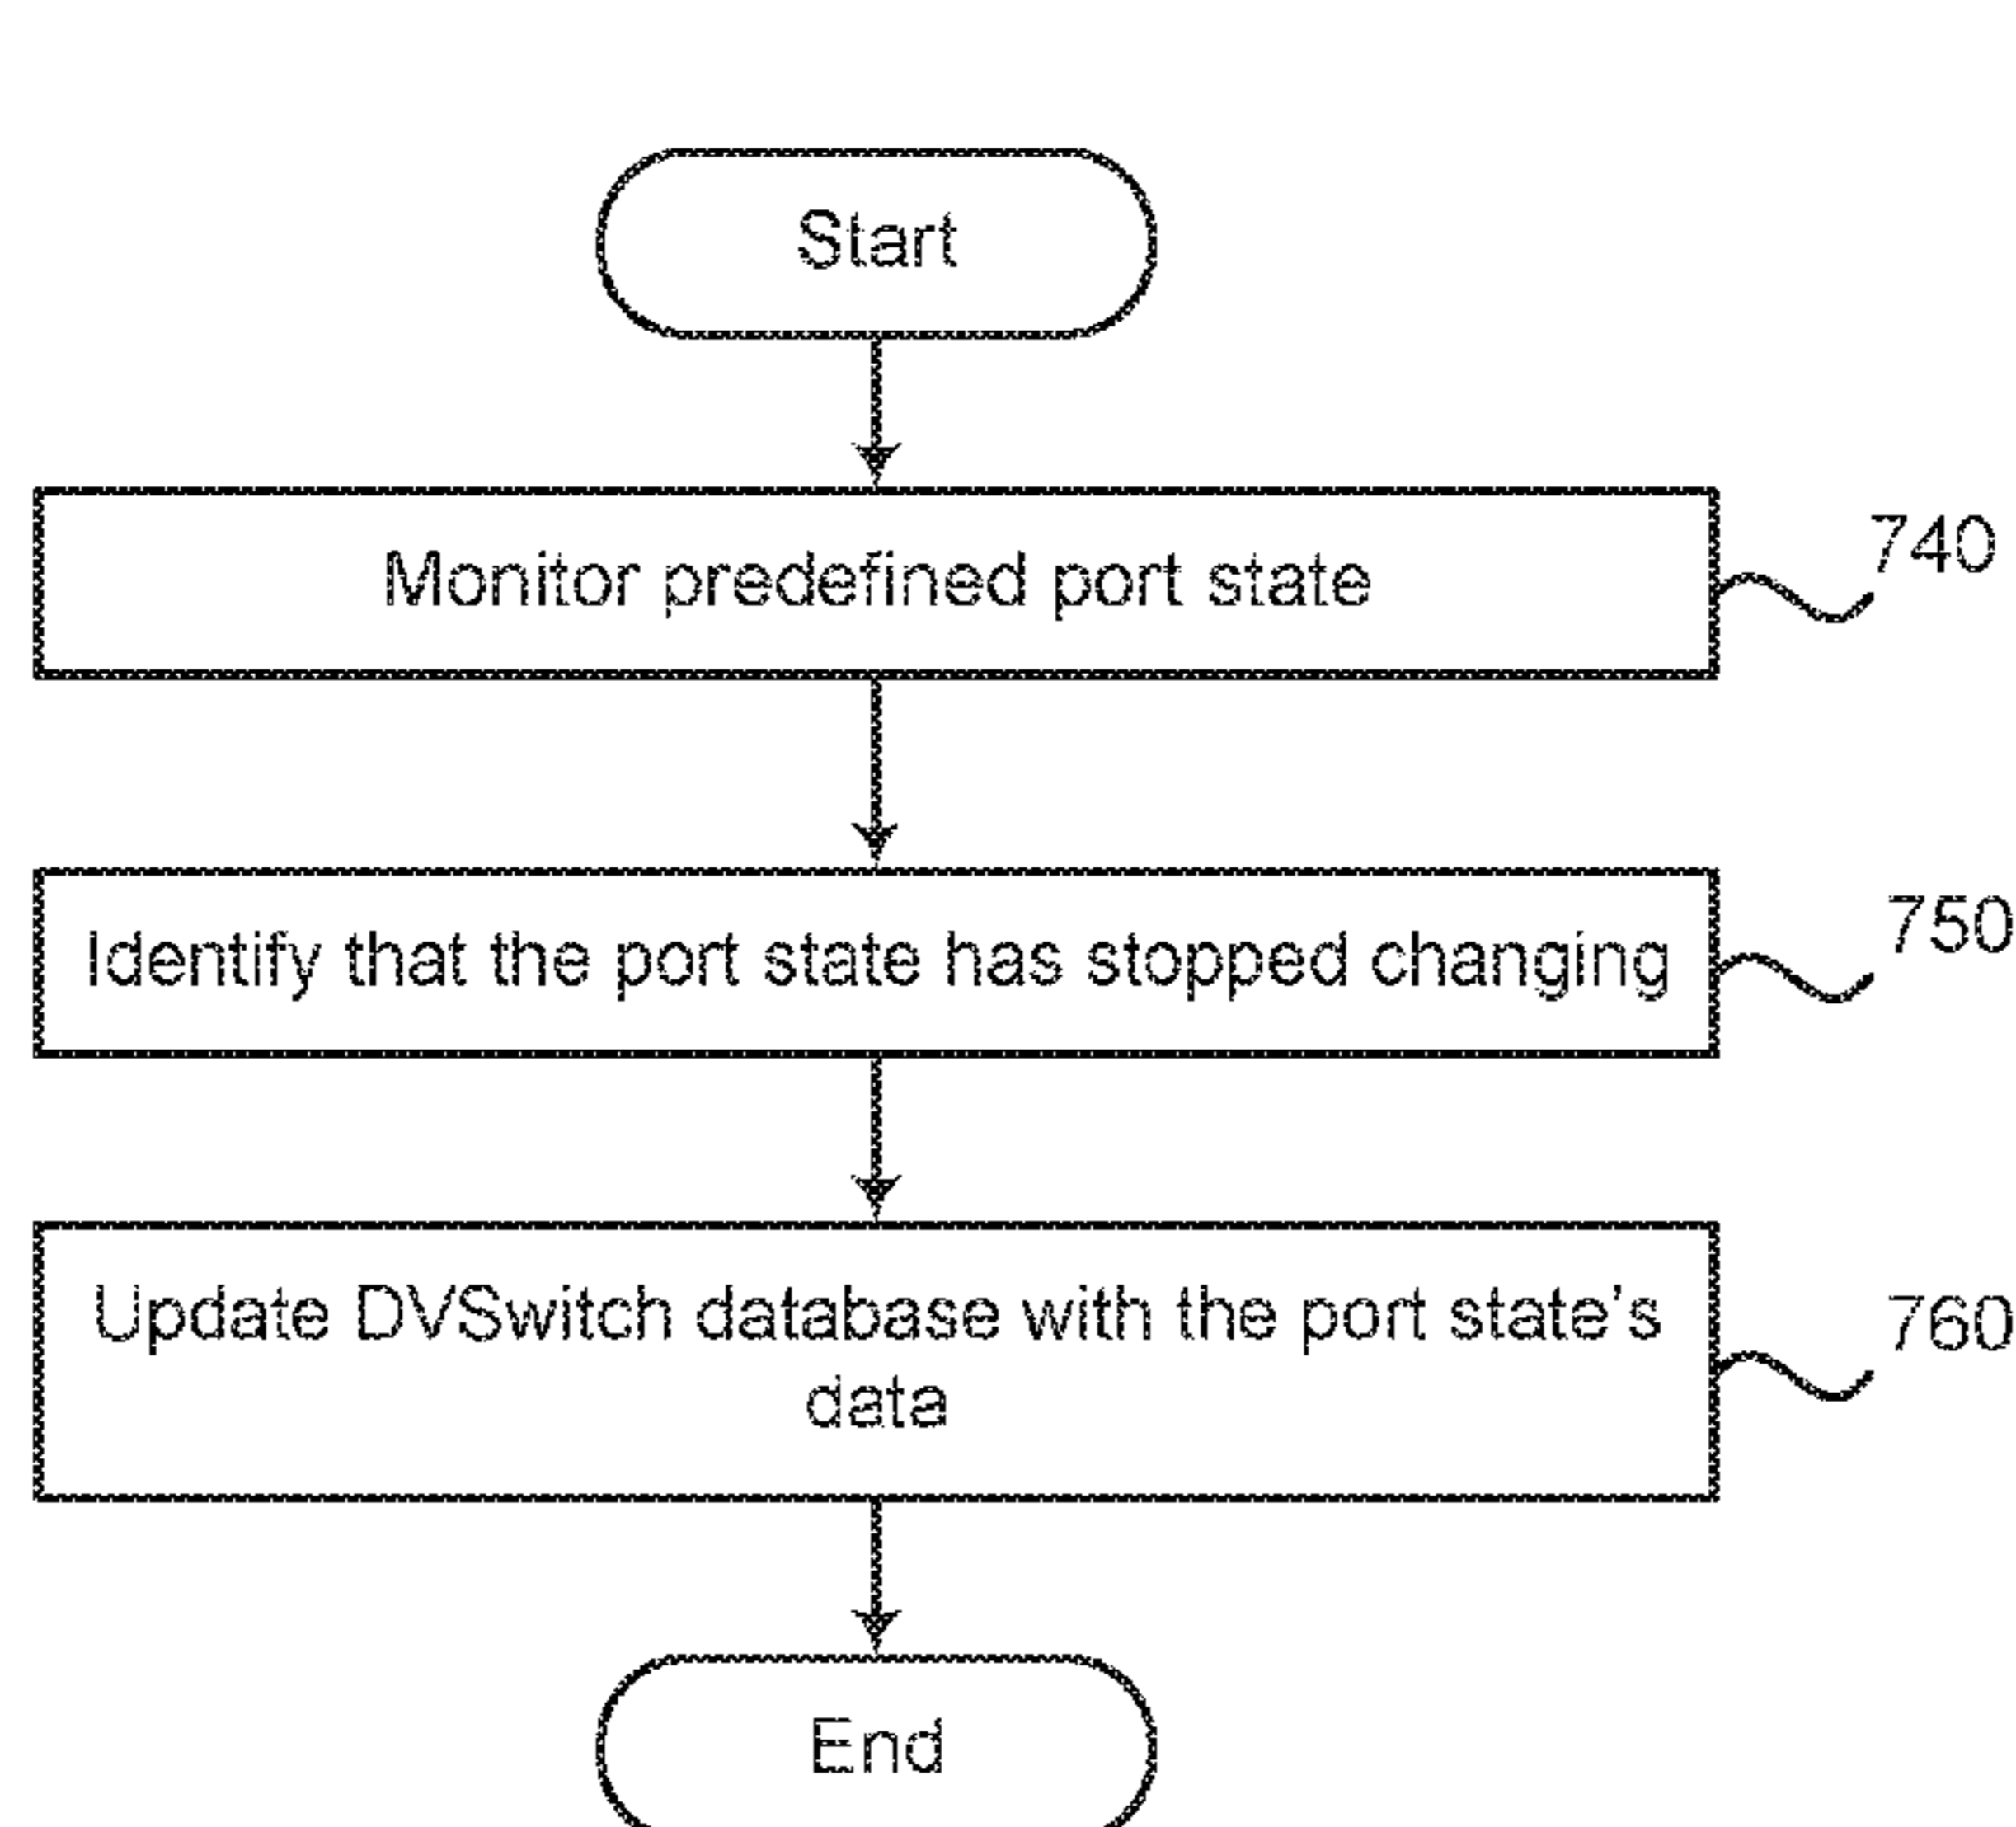 Start
Monitor predefined port state
740
Identify that the port state has stopped changing
750
Update DVSwitch database with the port state's
data
760
End